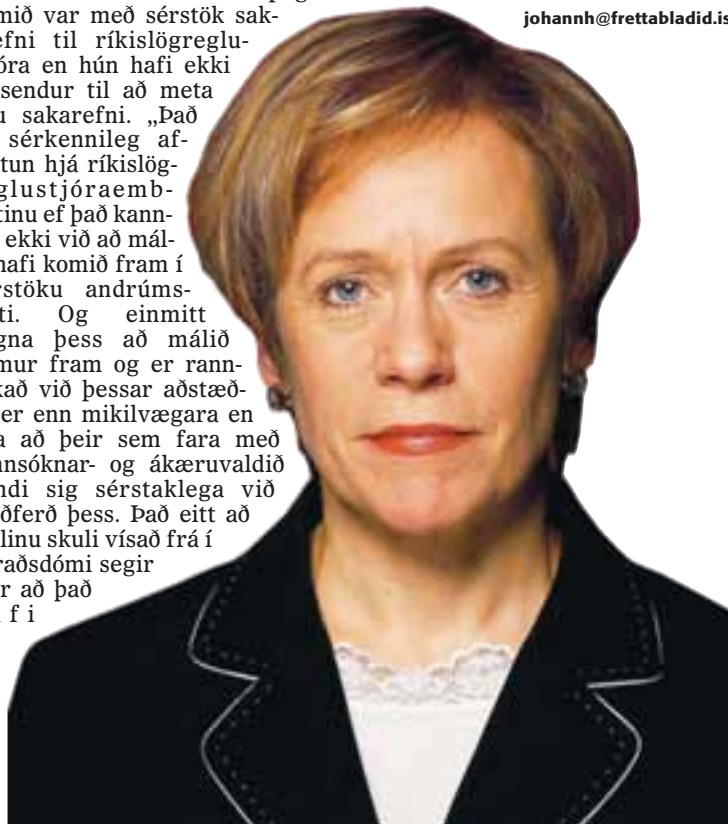 johannh@frettabladid.is
mið var með sérstök sak-
efni til ríkislögreglu-
óra en hún hafi ekki
sendur til að meta
u sakarefni. „Það
sérkennileg af-
tun hjá ríkislög-
glustjóraemb-
tinu ef það kann-
ekki við að mál-
hafi komið fram í
rstöku andrúms-
ti. Og einmitt
gna þess að málið
mur fram og er rann-
kað við þessar aðstæð-
er enn mikilvægara en
a að þeir sem fara með
nnsóknar- og ákæruvaldið
ndi sig sérstaklega við
ðferð þess. Það eitt að
linu skuli vísað frá í
raðsdómi segir
r að það
f i